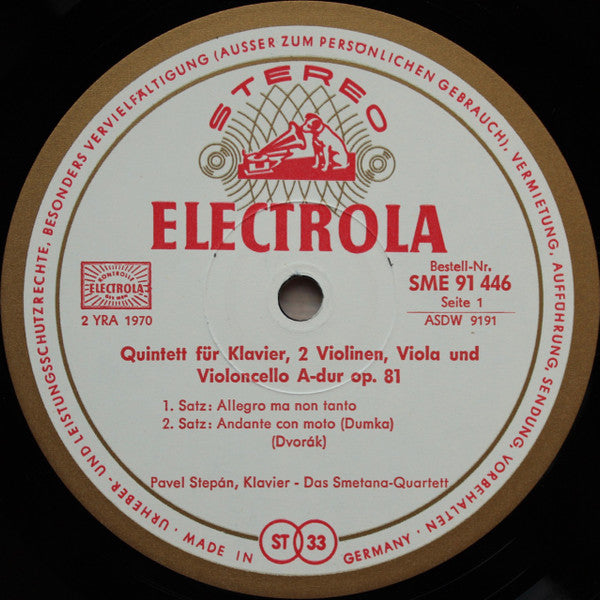 URHEBER- UND LEISTUNGSSCHUTZRECHTE, BESONDERS VERVIELFÄLTIGUNG (AUSSER ZUM PERSÖNLICHEN GEBRAUCH), VERMIETUNG, AUFFÜHRUNG, SENDUNG, VORBEHALTEN · MADE IN GERMANY ·
STEREO
ELECTROLA
ELECTROLA
2 YRA 1970
Bestell-Nr.
SME 91 446
Seite 1
ASDW 9191
Quintett für Klavier, 2 Violinen, Viola und
Violoncello A-dur op. 81
1. Satz: Allegro ma non tanto
2. Satz: Andante con moto (Dumka)
(Dvorák)
Pavel Stepán, Klavier - Das Smetana-Quartett
ST 33